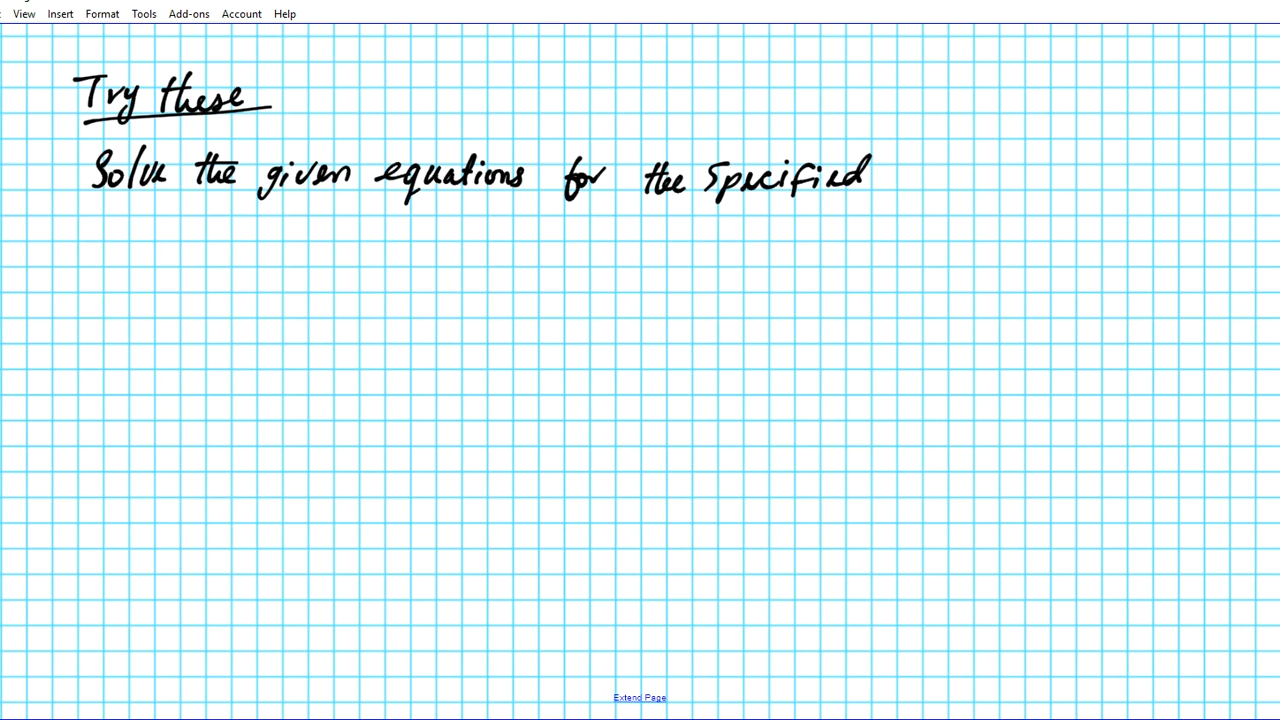 View Insert Format Tools Add-ons Account Help
Try these
Solve the given equations for the specified
Extend Page